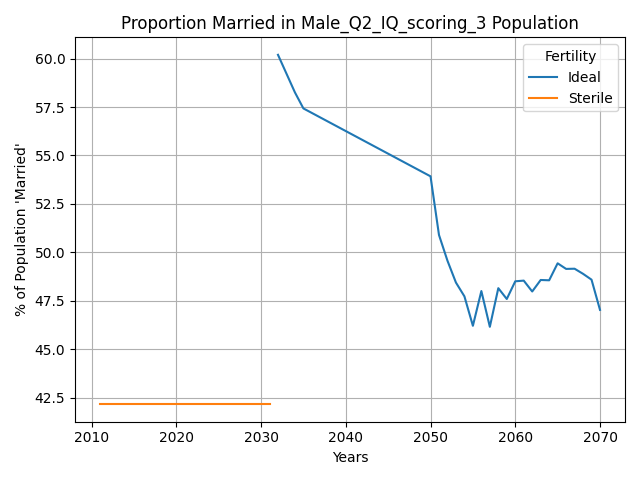 Proportion Married in Male_Q2_IQ_scoring_3 Population
Fertility
Ideal
Sterile
% of Population 'Married'
60.0
57.5
55.0
52.5
50.0
47.5
45.0
42.5
2010
2020
2030
2040
2050
2060
2070
Years